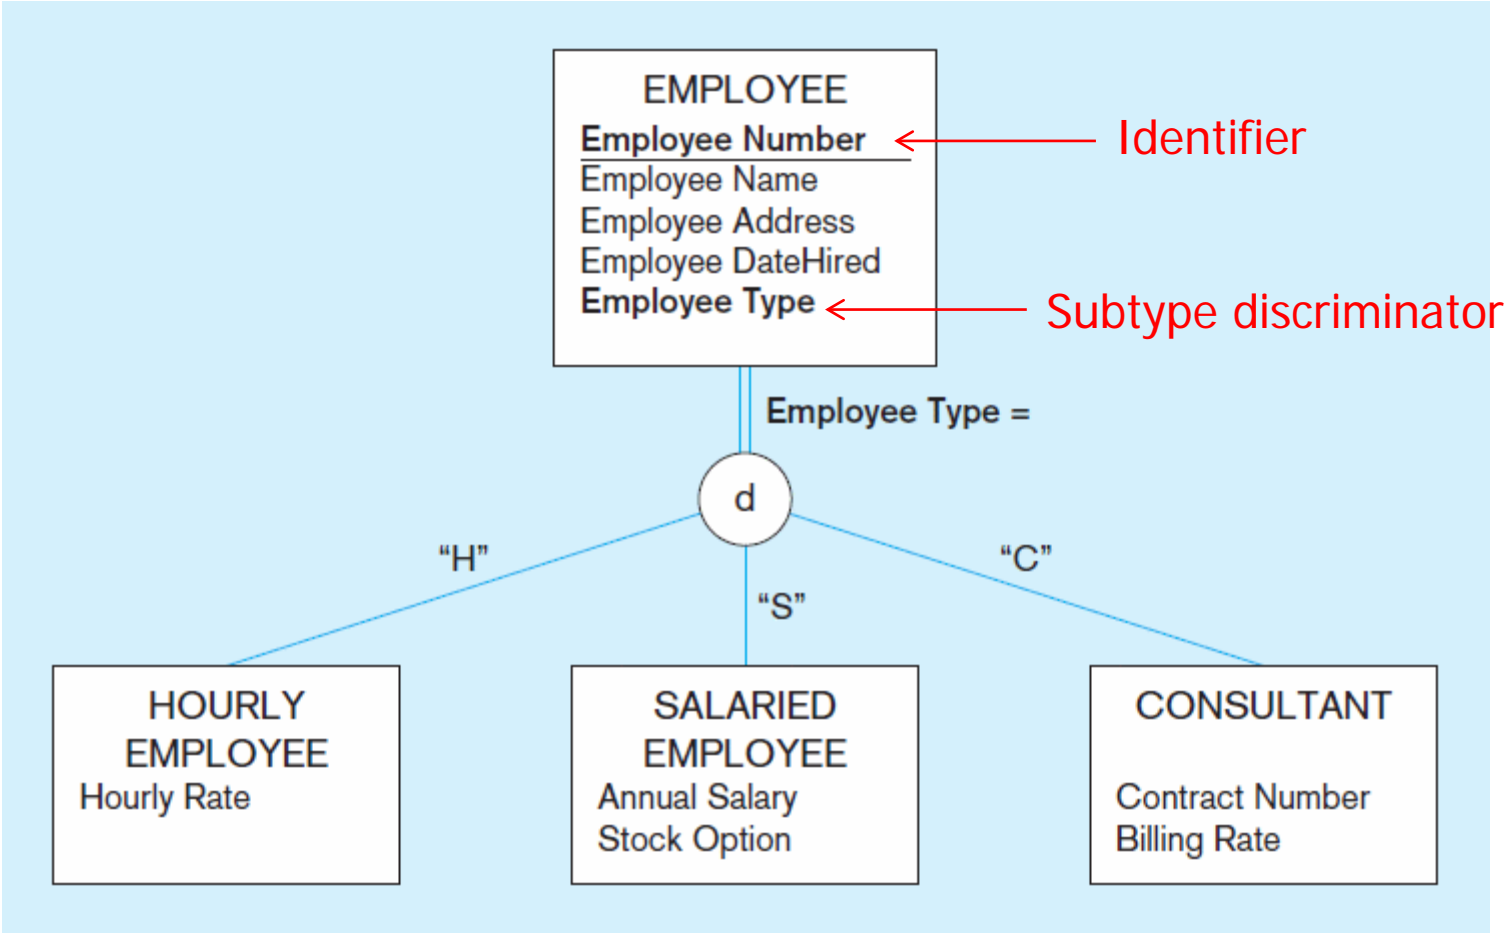 EMPLOYEE
Employee Number
Identifier
Employee Name
Employee Address
Employee DateHired
Employee Type
Subtype discriminator
Employee Type =
d
“H”
“S”
“C”
HOURLY
EMPLOYEE
Hourly Rate
SALARIED
EMPLOYEE
Annual Salary
Stock Option
CONSULTANT
Contract Number
Billing Rate